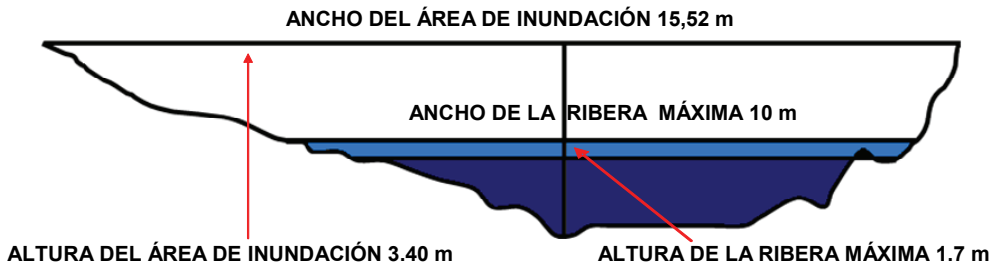 ANCHO DEL ÁREA DE INUNDACIÓN 15,52 m
ANCHO DE LA RIBERA MÁXIMA 10 m
ALTURA DEL ÁREA DE INUNDACIÓN 3.40 m
ALTURA DE LA RIBERA MÁXIMA 1.7 m